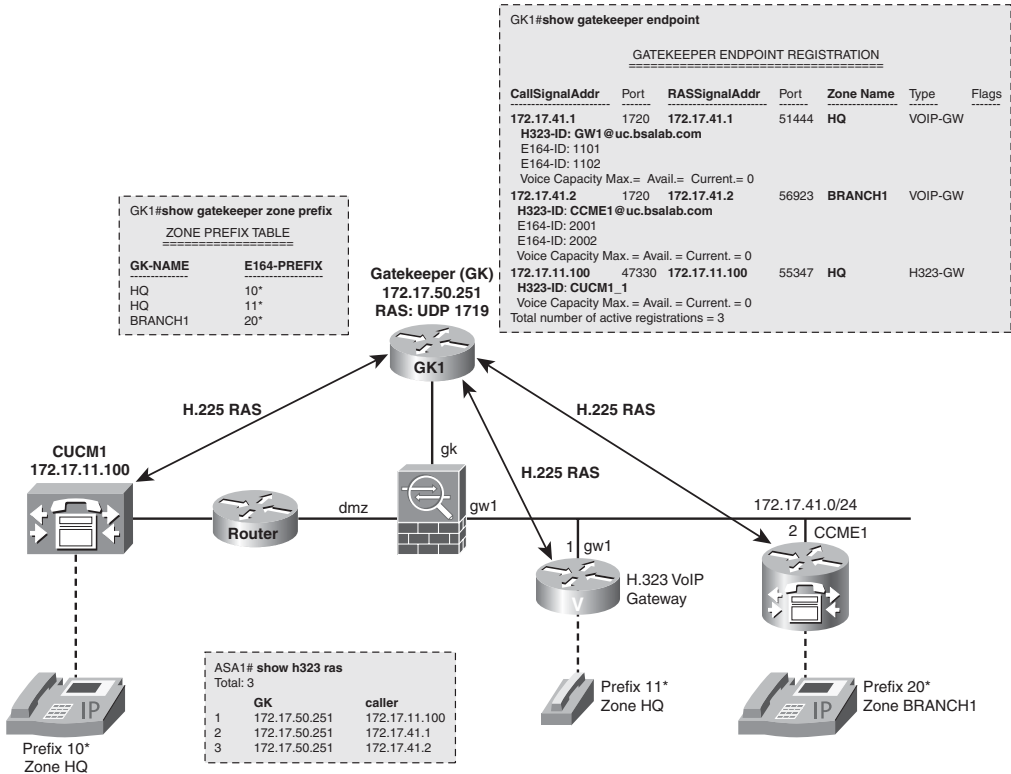 GK1#show gatekeeper endpoint
GATEKEEPER ENDPOINT REGISTRATION
===================================
CallSignalAddr Port RASSignalAddr Port Zone Name Type Flags
172.17.41.1 1720 172.17.41.1 51444 HQ VOIP-GW
H323-ID: GW1@uc.bsalab.com
E164-ID: 1101
E164-ID: 1102
Voice Capacity Max.= Avail.= Current.= 0
172.17.41.2 1720 172.17.41.2 56923 BRANCH1 VOIP-GW
H323-ID: CCME1@uc.bsalab.com
E164-ID: 2001
E164-ID: 2002
Voice Capacity Max.= Avail.= Current. = 0
172.17.11.100 47330 172.17.11.100 55347 HQ H323-GW
H323-ID: CUCM1_1
Voice Capacity Max. = Avail. = Current. = 0
Total number of active registrations = 3
GK1#show gatekeeper zone prefix
ZONE PREFIX TABLE
==================
GK-NAME E164-PREFIX
HQ 10*
HQ 11*
BRANCH1 20*
Gatekeeper (GK)
172.17.50.251
RAS: UDP 1719
GK1
H.225 RAS
H.225 RAS
H.225 RAS
CUCM1
172.17.11.100
gk
Router
dmz
gw1
172.17.41.0/24
1 gw1
2 CCME1
V
H.323 VoIP
Gateway
IP
Prefix 10*
Zone HQ
ASA1# show h323 ras
Total: 3
GK caller
1 172.17.50.251 172.17.11.100
2 172.17.50.251 172.17.41.1
3 172.17.50.251 172.17.41.2
Prefix 11*
Zone HQ
IP
Prefix 20*
Zone BRANCH1